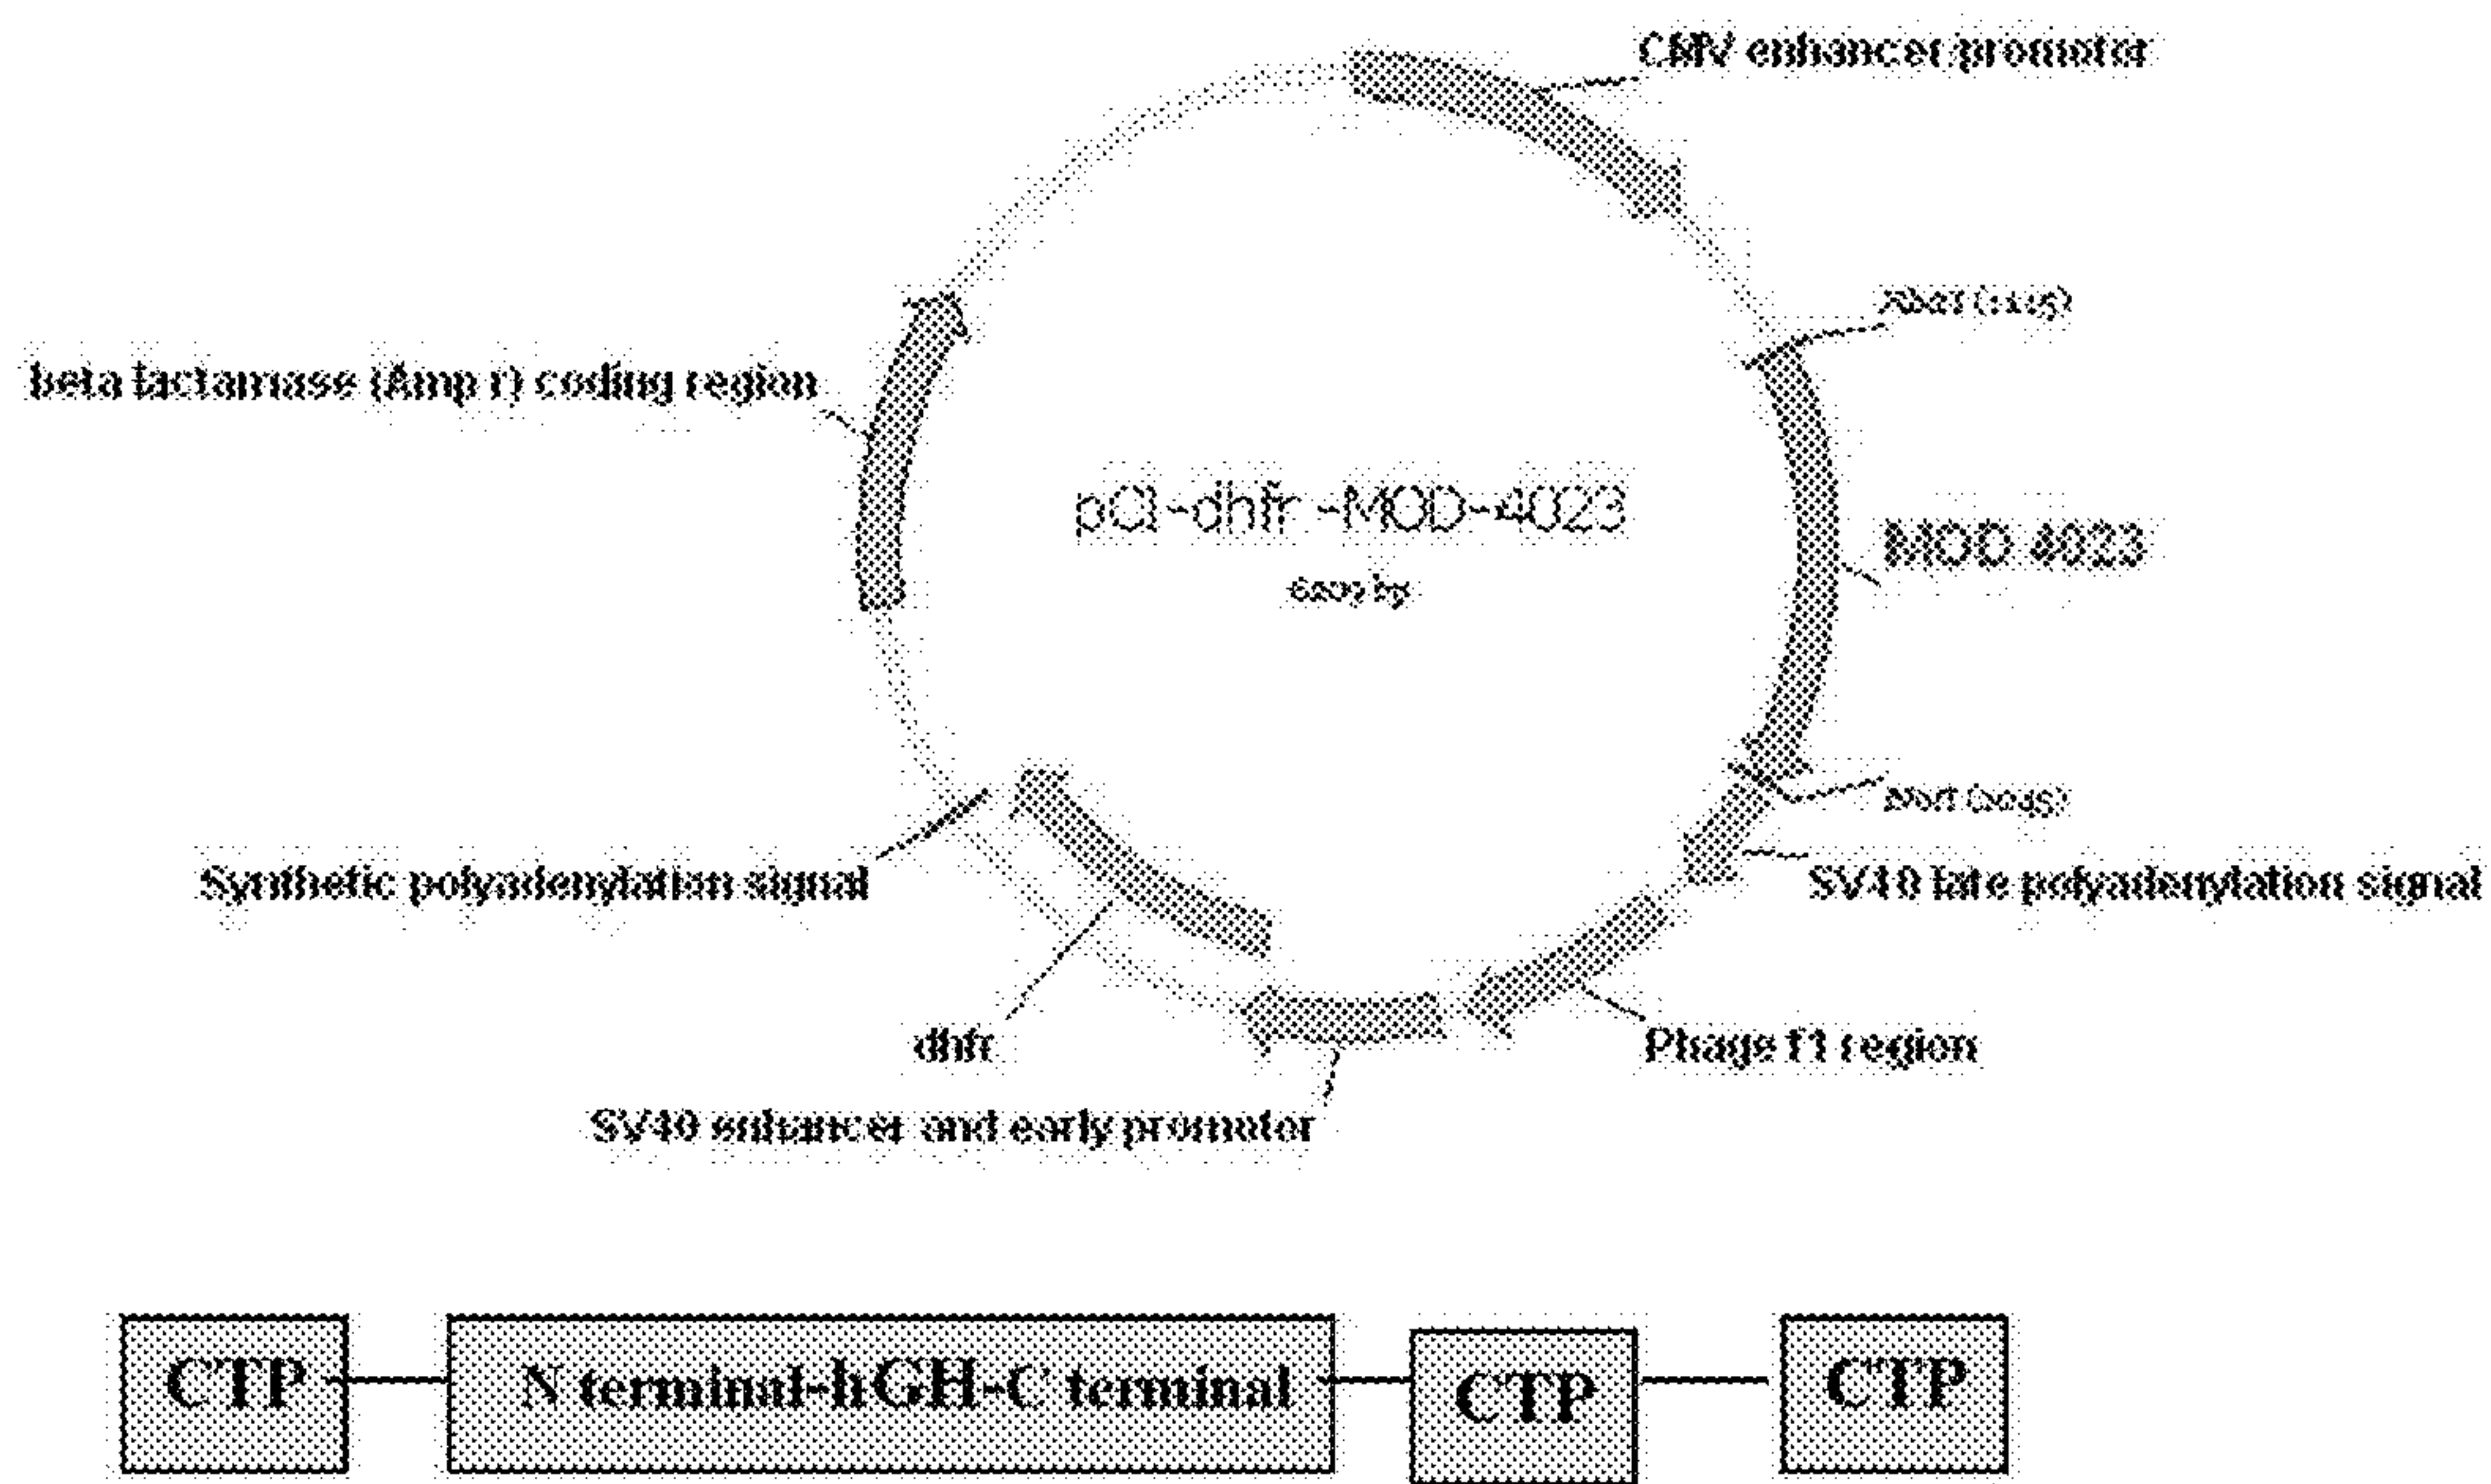 CMV enhancer promoter
beta lactamase (Amp r) coding region
pCI-dhfr -MOD-4023
bp
MOD 4023
Synthetic polyadenylation signal
SV40 late polyadenylation signal
dhfr
Phage f1 region
SV40 enhancer and early promoter
CTP
N terminal-hGH-C terminal
CTP
CTP